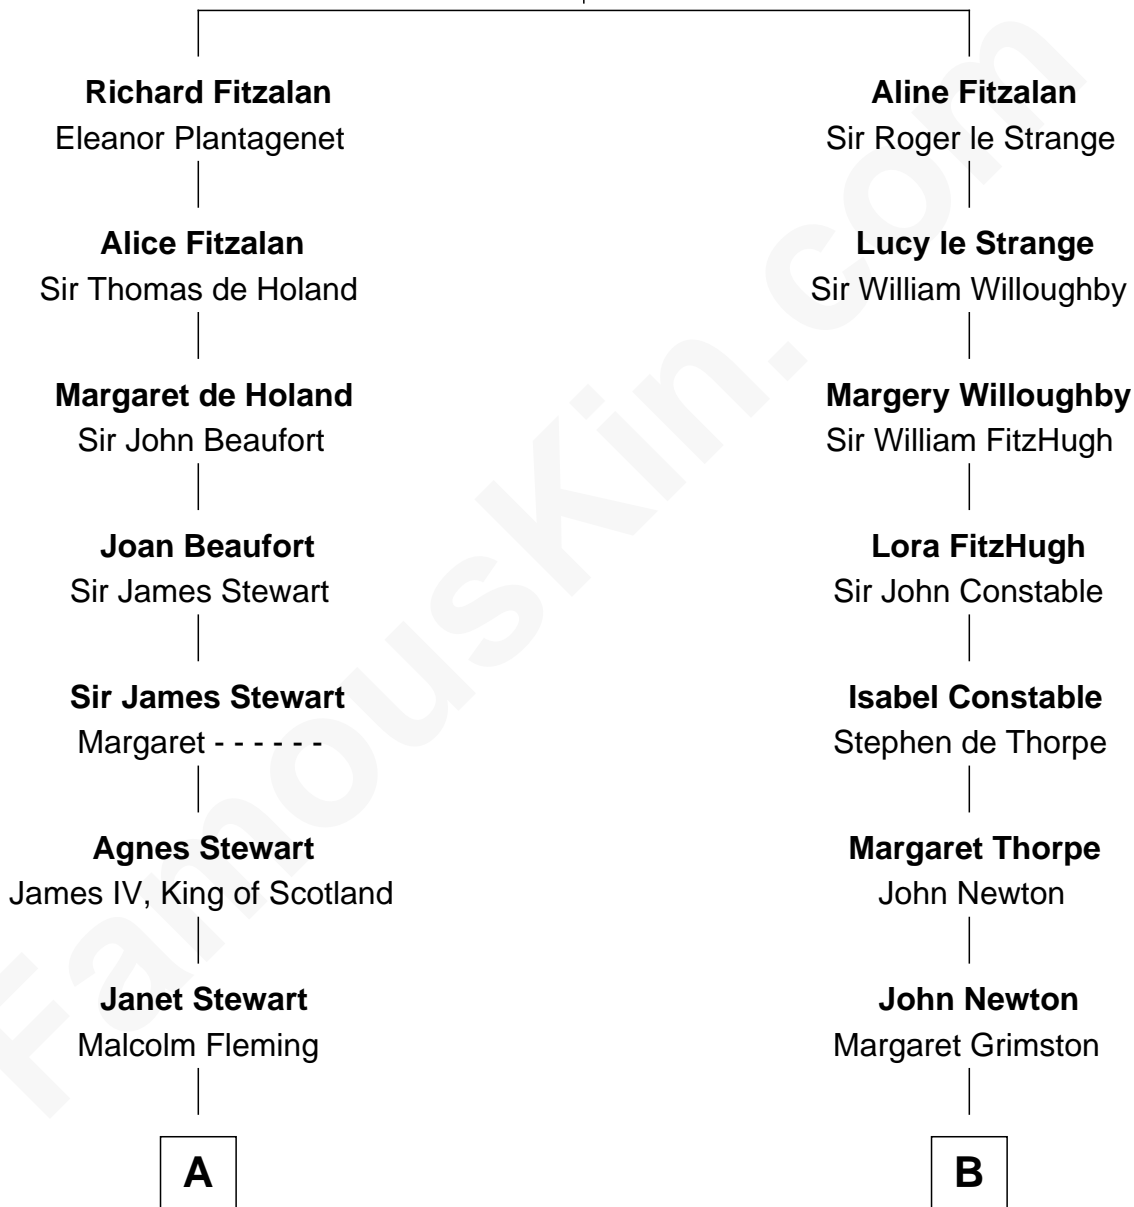 Richard Fitzalan
Eleanor Plantagenet
Alice Fitzalan
Sir Thomas de Holand
Margaret de Holand
Sir John Beaufort
Joan Beaufort
Sir James Stewart
Sir James Stewart
Margaret - - - - - -
Agnes Stewart
James IV, King of Scotland
Janet Stewart
Malcolm Fleming
A
Aline Fitzalan
Sir Roger le Strange
Lucy le Strange
Sir William Willoughby
Margery Willoughby
Sir William FitzHugh
Lora FitzHugh
Sir John Constable
Isabel Constable
Stephen de Thorpe
Margaret Thorpe
John Newton
John Newton
Margaret Grimston
B
FamousKin.com